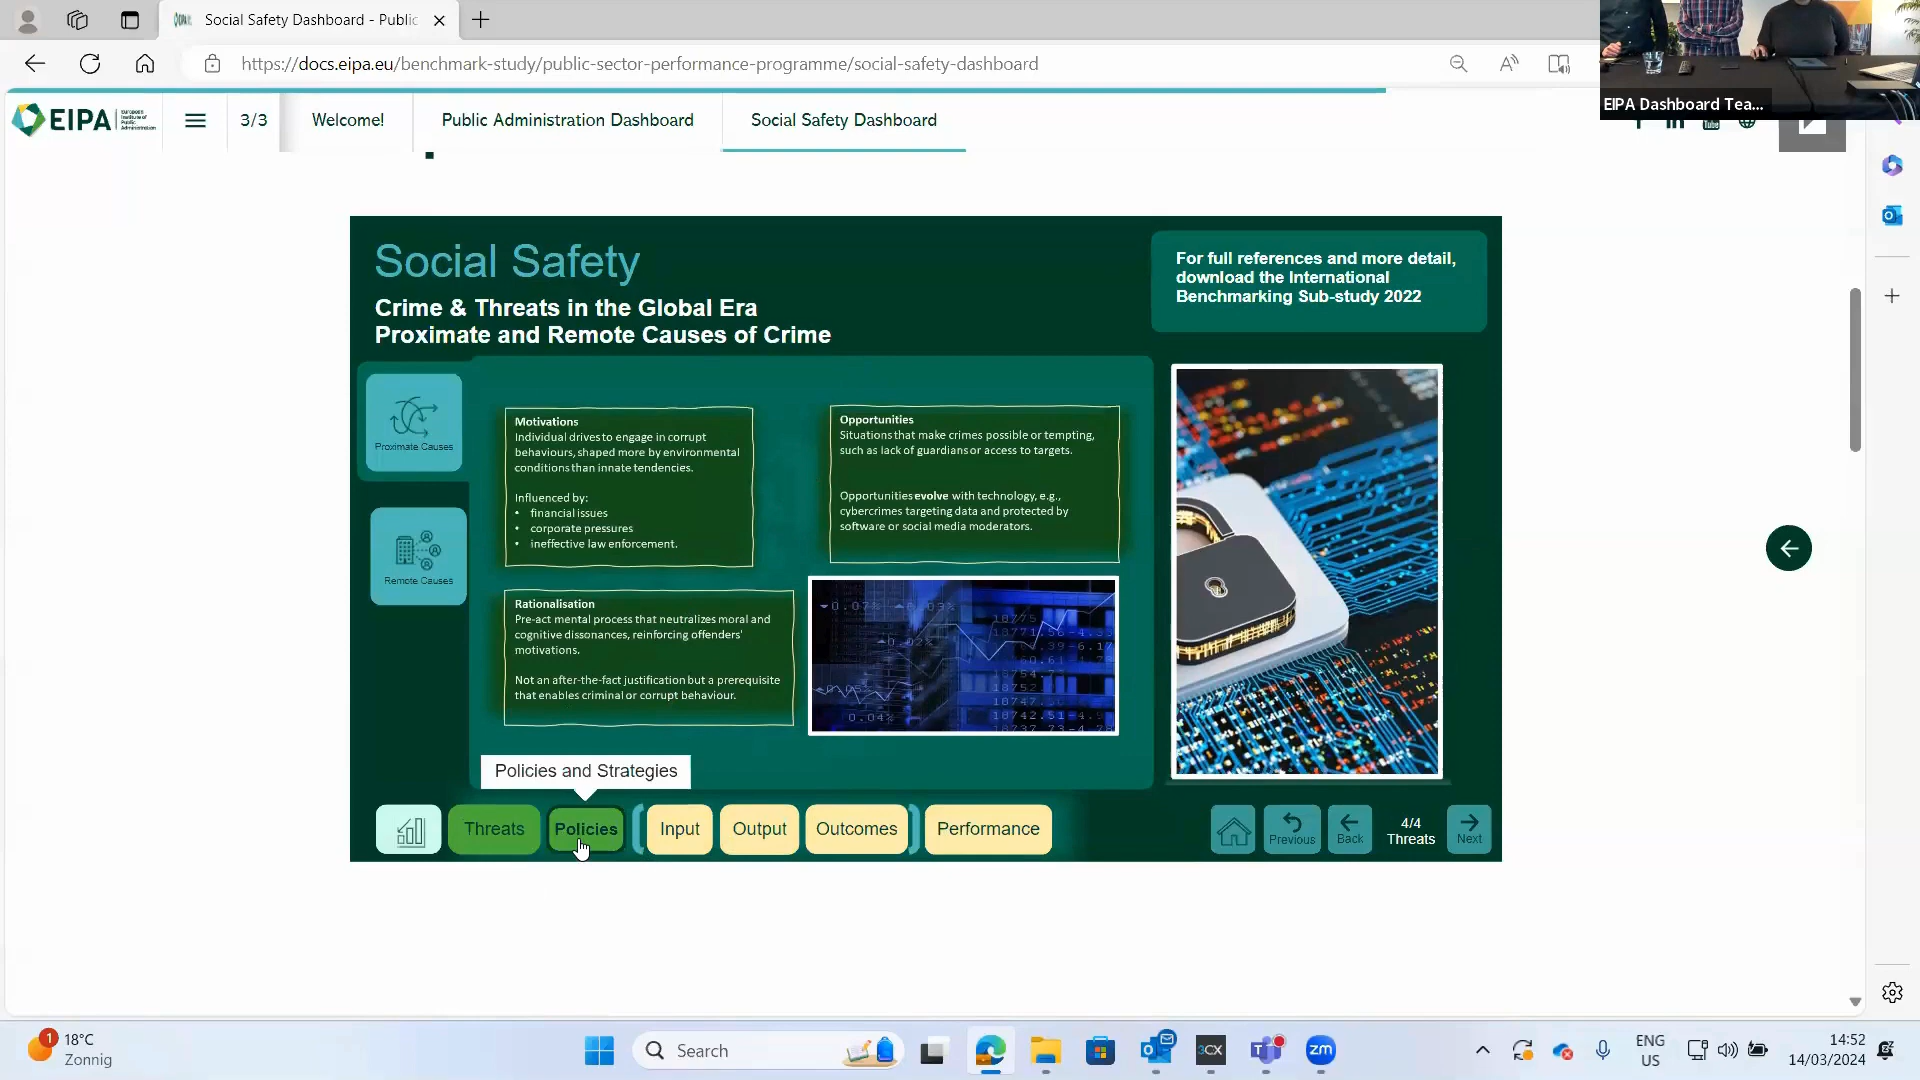 Social Safety Dashboard - Public
https://docs.eipa.eu/benchmark-study/public-sector-performance-programme/social-safety-dashboard
EIPA Dashboard Tea...
EIPA
European
Institute of
Public
Administration
3/3
Welcome!
Public Administration Dashboard
Social Safety Dashboard
Social Safety
Crime & Threats in the Global Era
Proximate and Remote Causes of Crime
For full references and more detail,
download the International
Benchmarking Sub-study 2022
Proximate Causes
Remote Causes
Motivations
Individual drives to engage in corrupt
behaviours, shaped more by environmental
conditions than innate tendencies.
Influenced by:
• financial issues
• corporate pressures
• ineffective law enforcement.
Opportunities
Situations that make crimes possible or tempting,
such as lack of guardians or access to targets.
Opportunities evolve with technology, e.g.,
cybercrimes targeting data and protected by
software or social media moderators.
Rationalisation
Pre-act mental process that neutralizes moral and
cognitive dissonances, reinforcing offenders'
motivations.
Not an after-the-fact justification but a prerequisite
that enables criminal or corrupt behaviour.
Policies and Strategies
Threats
Policies
Input
Output
Outcomes
Performance
Previous
Back
4/4
Threats
Next
1
18°C
Zonnig
Search
3CX
zm
ENG
US
14:52
14/03/2024